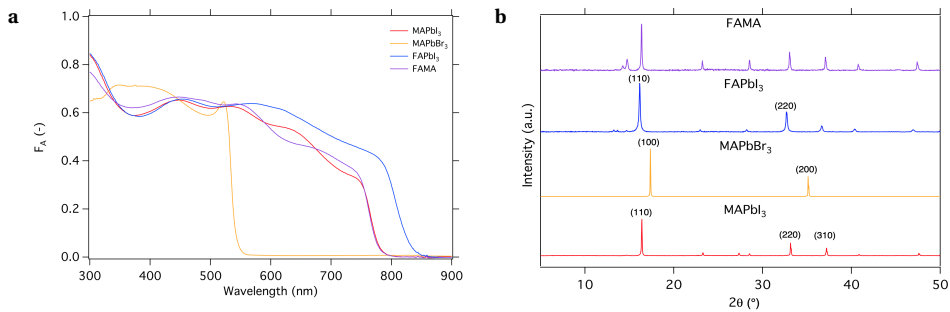 a
1.0
0.8
0.6
0.4
0.2
0.0
F_A (-)
300
400
500
600
700
800
900
Wavelength (nm)
MAPbI₃
MAPbBr₃
FAPbI₃
FAMA
b
Intensity (a.u.)
FAMA
FAPbI₃
(110)
(220)
MAPbBr₃
(100)
(200)
MAPbI₃
(110)
(220)
(310)
10
20
30
40
50
2θ (°)